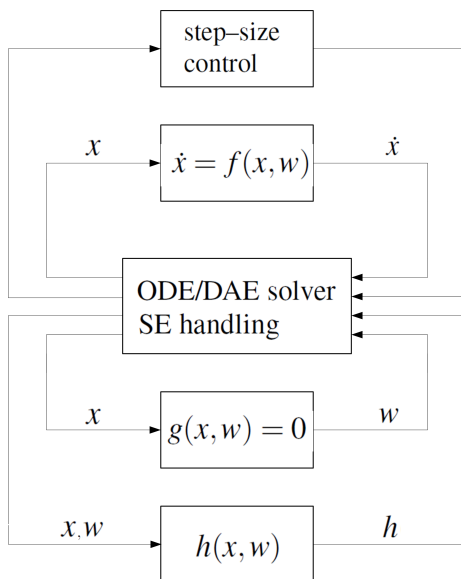 step–size
control
x
ẋ = f(x,w)
ẋ
ODE/DAE solver
SE handling
x
g(x,w) = 0
w
x,w
h(x,w)
h